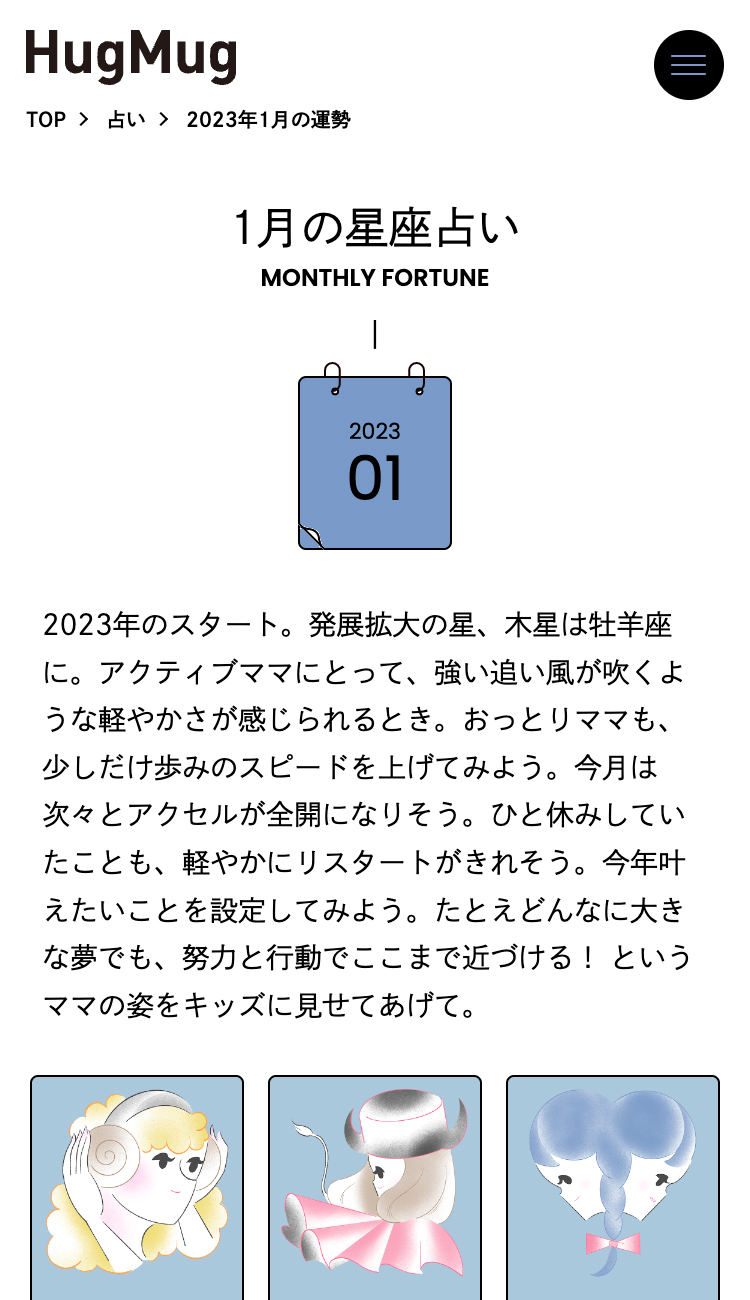 HugMug
TOP > 占い > 2023年1月の運勢
1月の星座占い
MONTHLY FORTUNE
2023
01
2023年のスタート。発展拡大の星、木星は牡羊座
に。アクティブママにとって、強い追い風が吹くよ
うな軽やかさが感じられるとき。おっとりママも、
少しだけ歩みのスピードを上げてみよう。今月は
次々とアクセルが全開になりそう。ひと休みしてい
たことも、軽やかにリスタートがきれそう。今年叶
えたいことを設定してみよう。たとえどんなに大き
な夢でも、努力と行動でここまで近づける！ という
ママの姿をキッズに見せてあげて。